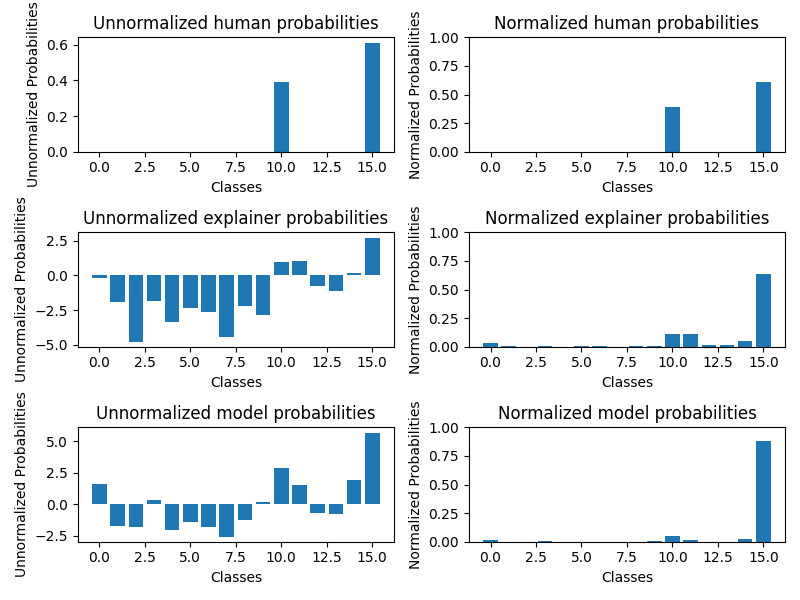 Unnormalized human probabilities
Unnormalized Probabilities
0.6
0.4
0.2
0.0
0.0 2.5 5.0 7.5 10.0 12.5 15.0
Classes
Normalized human probabilities
Normalized Probabilities
1.00
0.75
0.50
0.25
0.00
0.0 2.5 5.0 7.5 10.0 12.5 15.0
Classes
Unnormalized explainer probabilities
Unnormalized Probabilities
2.5
0.0
−2.5
−5.0
0.0 2.5 5.0 7.5 10.0 12.5 15.0
Classes
Normalized explainer probabilities
Normalized Probabilities
1.00
0.75
0.50
0.25
0.00
0.0 2.5 5.0 7.5 10.0 12.5 15.0
Classes
Unnormalized model probabilities
Unnormalized Probabilities
5.0
2.5
0.0
−2.5
0.0 2.5 5.0 7.5 10.0 12.5 15.0
Classes
Normalized model probabilities
Normalized Probabilities
1.00
0.75
0.50
0.25
0.00
0.0 2.5 5.0 7.5 10.0 12.5 15.0
Classes